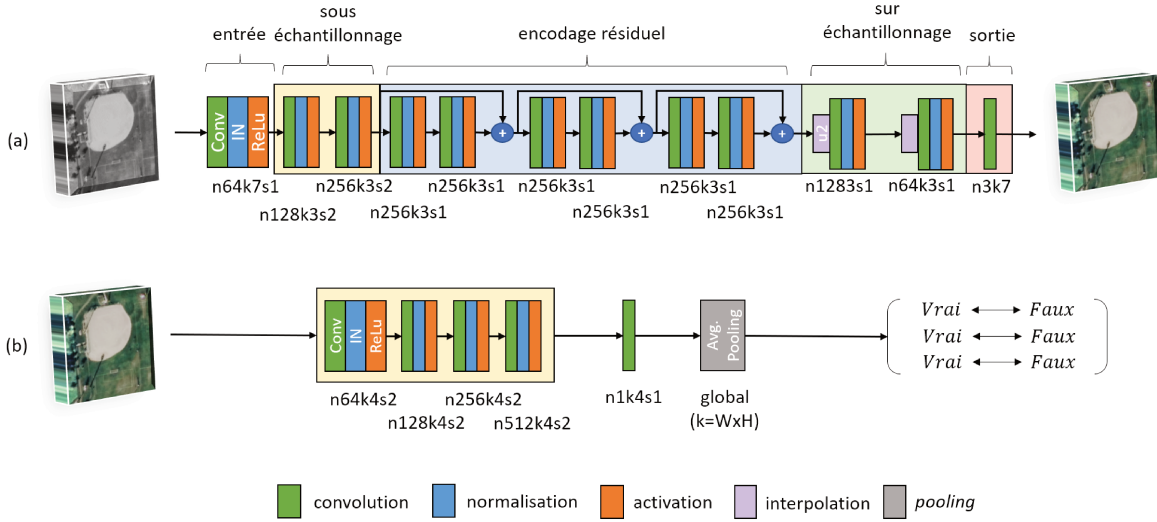 sous
échantillonnage
sur
échantillonnage
entrée
encodage résiduel
sortie
(a)
Conv
IN
ReLu
+
+
+
u2
n64k7s1
n256k3s2
n256k3s1
n256k3s1
n256k3s1
n1283s1
n64k3s1
n3k7
n128k3s2
n256k3s1
n256k3s1
n256k3s1
(b)
Conv
IN
ReLu
Avg.
Pooling
Vrai Faux
Vrai Faux
Vrai Faux
n64k4s2
n256k4s2
n1k4s1
global
n128k4s2
n512k4s2
(k=WxH)
convolution
normalisation
activation
interpolation
pooling